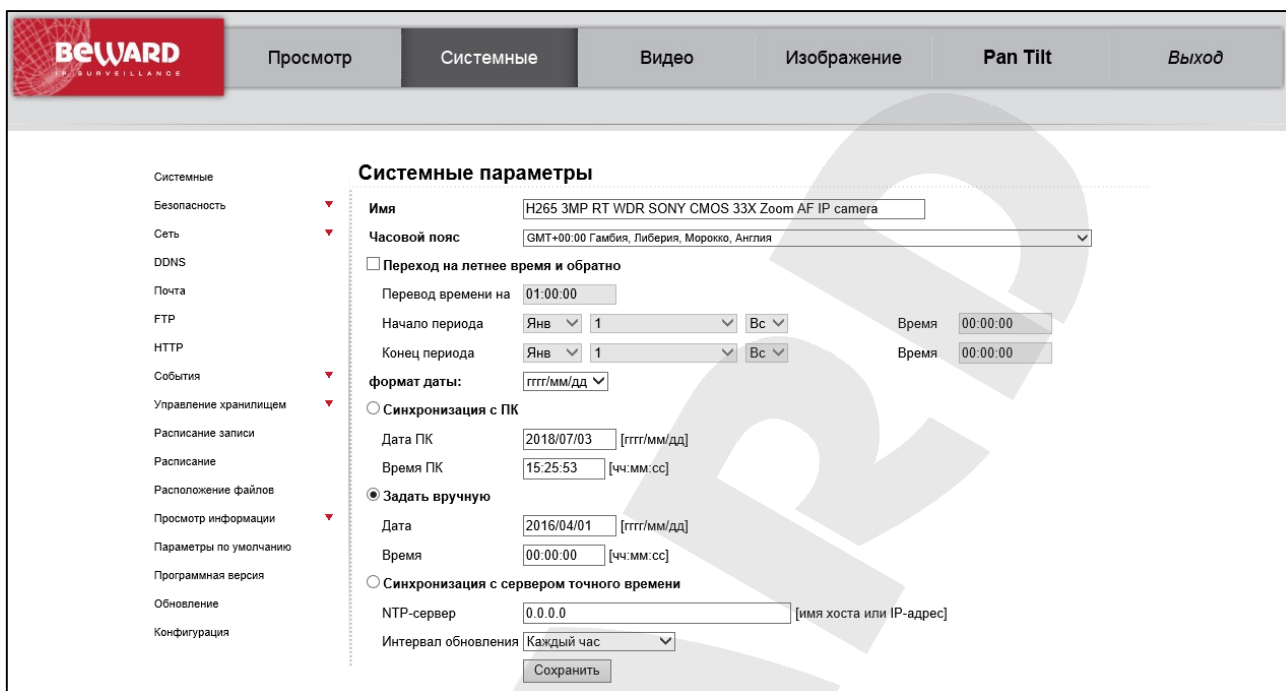 BEWARD
IP SURVEILLANCE
Просмотр Системные Видео Изображение Pan Tilt Выход
Системные
Безопасность
Сеть
DDNS
Почта
FTP
HTTP
События
Управление хранилищем
Расписание записи
Расписание
Расположение файлов
Просмотр информации
Параметры по умолчанию
Программная версия
Обновление
Конфигурация
Системные параметры
Имя H265 3MP RT WDR SONY CMOS 33X Zoom AF IP camera
Часовой пояс GMT+00:00 Гамбия, Либерия, Морокко, Англия
Переход на летнее время и обратно
Перевод времени на 01:00:00
Начало периода Янв 1 Вс Время 00:00:00
Конец периода Янв 1 Вс Время 00:00:00
формат даты: гггг/мм/дд
Синхронизация с ПК
Дата ПК 2018/07/03 [гггг/мм/дд]
Время ПК 15:25:53 [чч:мм:сс]
Задать вручную
Дата 2016/04/01 [гггг/мм/дд]
Время 00:00:00 [чч:мм:сс]
Синхронизация с сервером точного времени
NTP-сервер 0.0.0.0 [имя хоста или IP-адрес]
Интервал обновления Каждый час
Сохранить